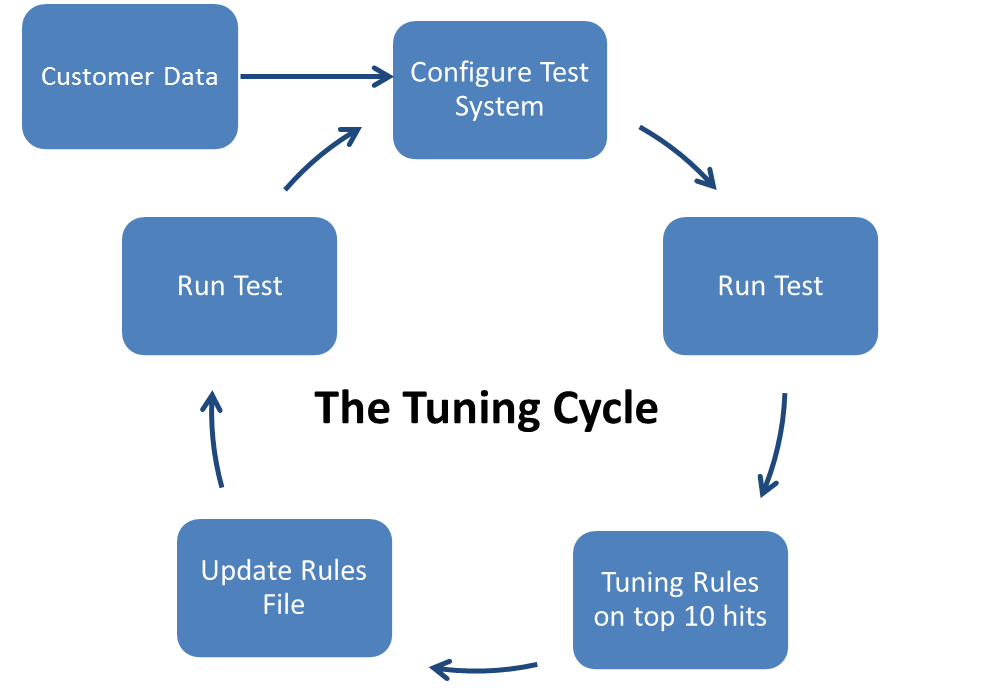 Customer Data
Configure Test
System
Run Test
Run Test
The Tuning Cycle
Update Rules
File
Tuning Rules
on top 10 hits